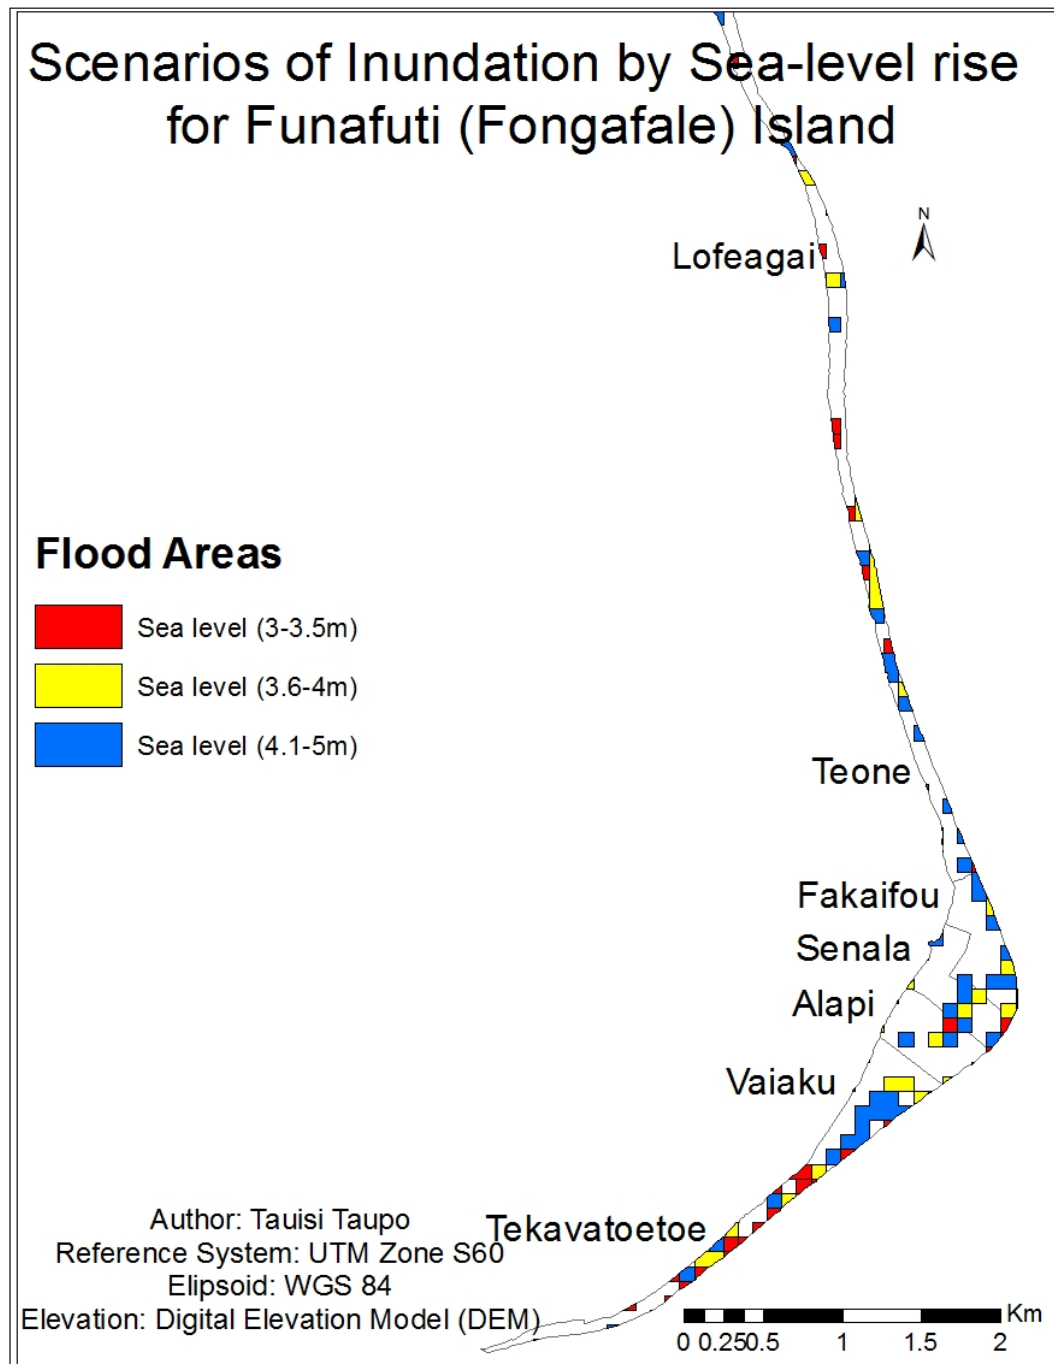 Scenarios of Inundation by Sea-level rise
for Funafuti (Fongafale) Island
N
Lofeagai
Flood Areas
Sea level (3-3.5m)
Sea level (3.6-4m)
Sea level (4.1-5m)
Teone
Fakaifou
Senala
Alapi
Vaiaku
Tekavatoetoe
Author: Tauisi Taupo
Reference System: UTM Zone S60
Elipsoid: WGS 84
Elevation: Digital Elevation Model (DEM)
Km
0 0.25 0.5 1 1.5 2